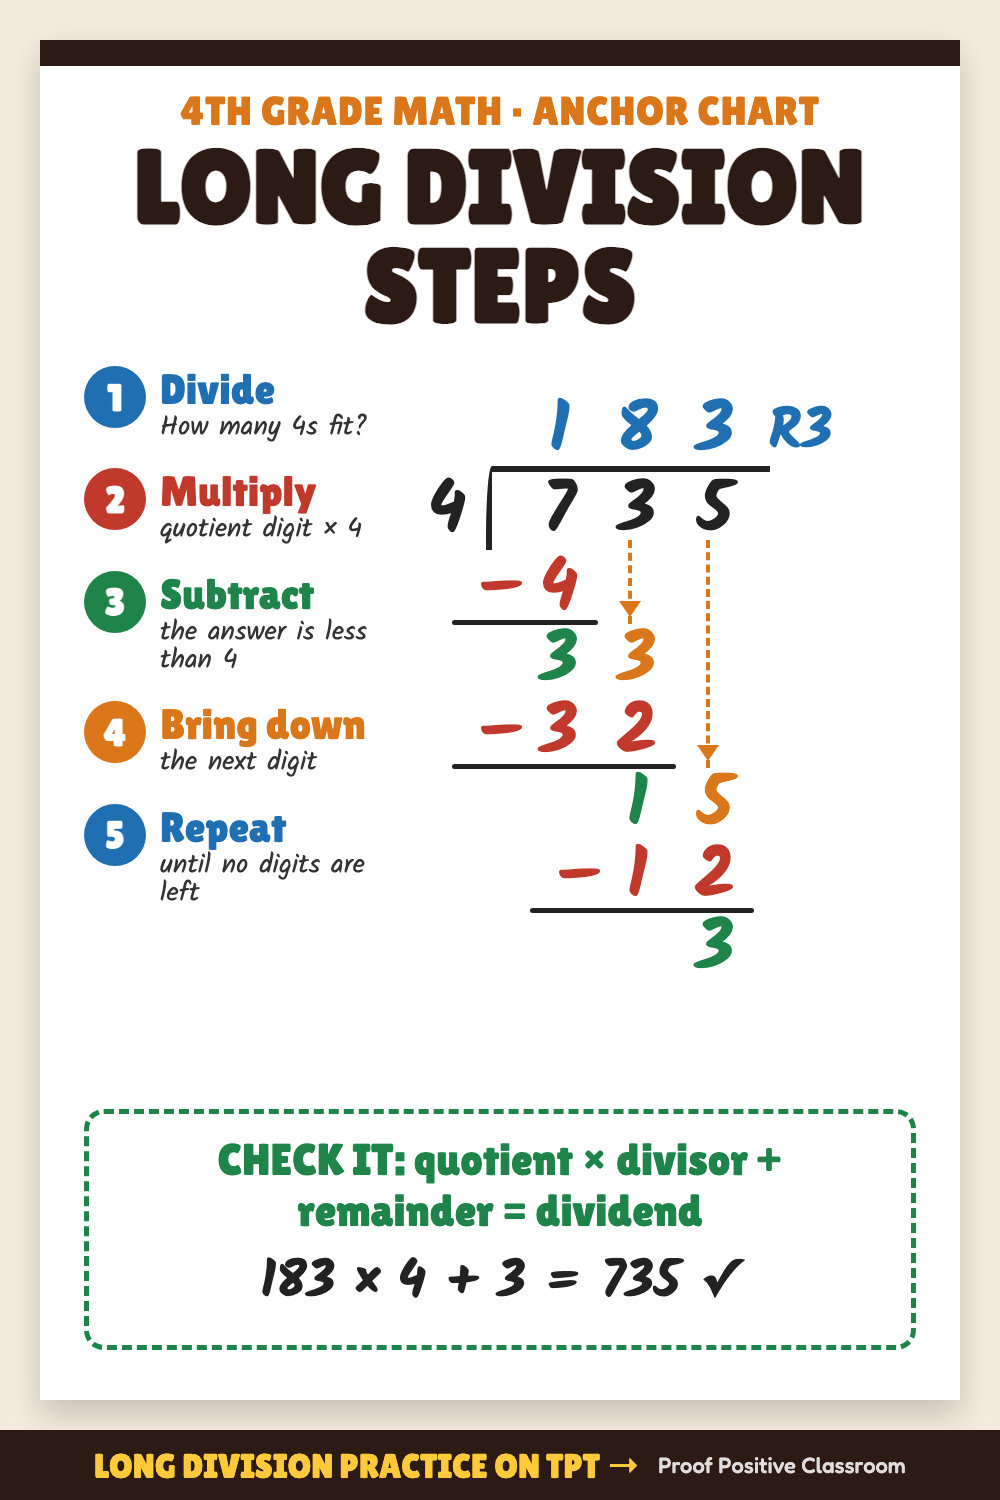 4TH GRADE MATH · ANCHOR CHART
LONG DIVISION
STEPS
1 Divide
How many 4s fit?
2 Multiply
quotient digit × 4
3 Subtract
the answer is less
than 4
4 Bring down
the next digit
5 Repeat
until no digits are
left
1 8 3 R3
4 7 3 5
− 4
3 3
− 3 2
1 5
− 1 2
3
CHECK IT: quotient × divisor +
remainder = dividend
183 × 4 + 3 = 735 ✓
LONG DIVISION PRACTICE ON TPT → Proof Positive Classroom